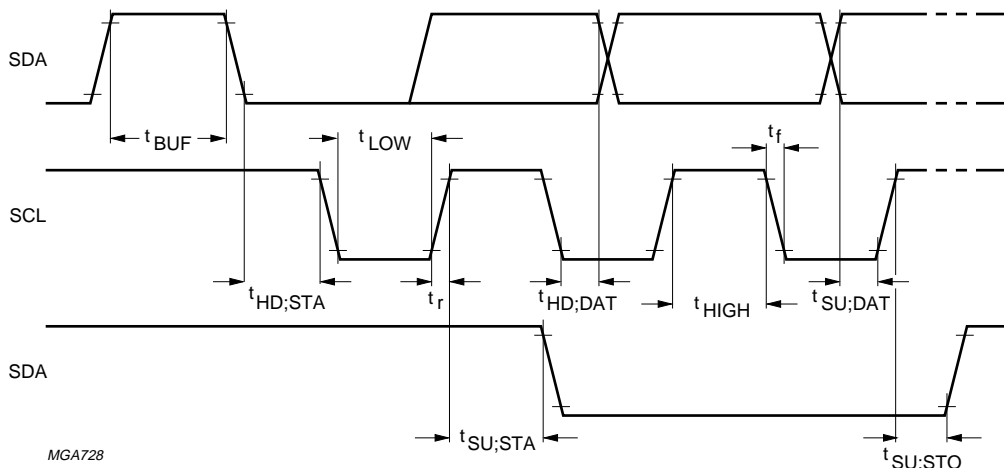 SDA
t BUF
t LOW
t f
SCL
t HD;STA
t r
t HD;DAT
t HIGH
t SU;DAT
SDA
t SU;STA
t SU;STO
MGA728